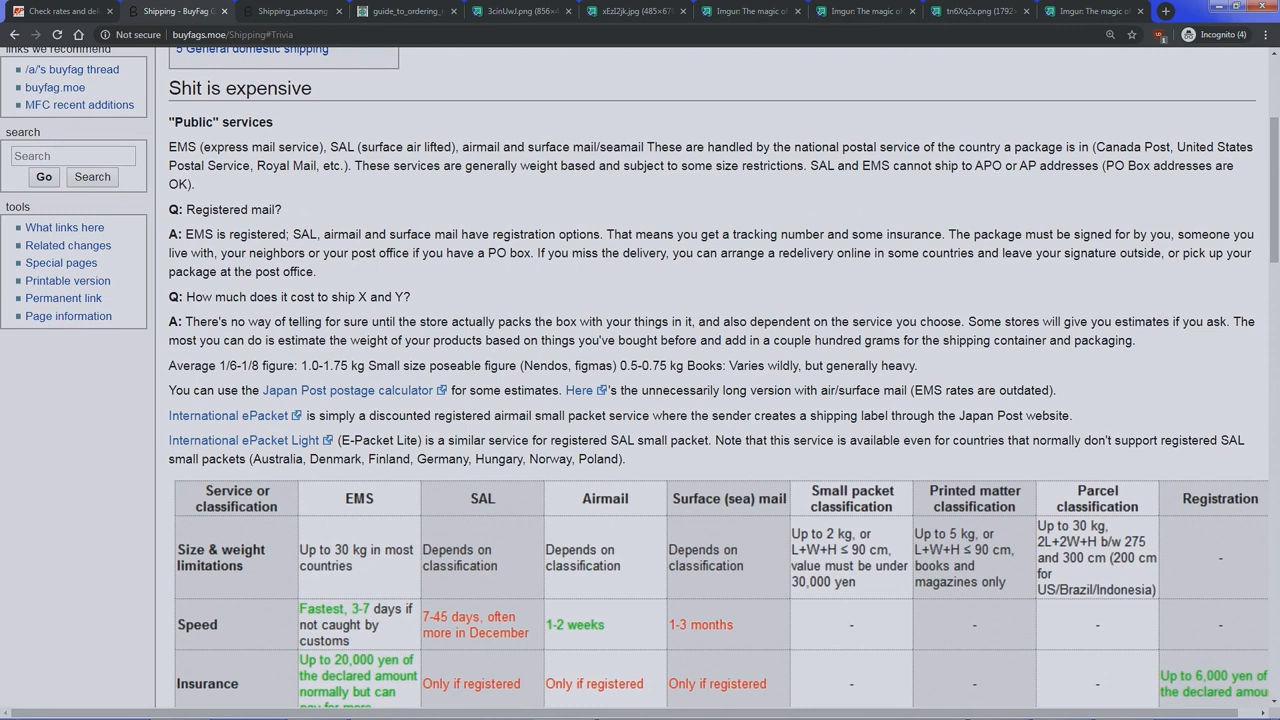 Check rates and del
Shipping - BuyFag G
Shipping_pasta.png
guide_to_ordering_
3cinUwJ.png (856×4
xEzI2jk.jpg (485×67
Imgur: The magic of
Imgur: The magic of
tn6Xq2x.png (1792×
Imgur: The magic of
Not secure
buyfags.moe/Shipping#Trivia
Incognito (4)
links we recommend
/a/'s buyfag thread
buyfag.moe
MFC recent additions
search
Search
Go
Search
tools
What links here
Related changes
Special pages
Printable version
Permanent link
Page information
5 General domestic shipping
Shit is expensive
"Public" services
EMS (express mail service), SAL (surface air lifted), airmail and surface mail/seamail These are handled by the national postal service of the country a package is in (Canada Post, United States
Postal Service, Royal Mail, etc.). These services are generally weight based and subject to some size restrictions. SAL and EMS cannot ship to APO or AP addresses (PO Box addresses are
OK).
Q: Registered mail?
A: EMS is registered; SAL, airmail and surface mail have registration options. That means you get a tracking number and some insurance. The package must be signed for by you, someone you
live with, your neighbors or your post office if you have a PO box. If you miss the delivery, you can arrange a redelivery online in some countries and leave your signature outside, or pick up your
package at the post office.
Q: How much does it cost to ship X and Y?
A: There's no way of telling for sure until the store actually packs the box with your things in it, and also dependent on the service you choose. Some stores will give you estimates if you ask. The
most you can do is estimate the weight of your products based on things you've bought before and add in a couple hundred grams for the shipping container and packaging.
Average 1/6-1/8 figure: 1.0-1.75 kg Small size poseable figure (Nendos, figmas) 0.5-0.75 kg Books: Varies wildly, but generally heavy.
You can use the Japan Post postage calculator for some estimates. Here 's the unnecessarily long version with air/surface mail (EMS rates are outdated).
International ePacket is simply a discounted registered airmail small packet service where the sender creates a shipping label through the Japan Post website.
International ePacket Light (E-Packet Lite) is a similar service for registered SAL small packet. Note that this service is available even for countries that normally don't support registered SAL
small packets (Australia, Denmark, Finland, Germany, Hungary, Norway, Poland).
Service or
classification
EMS
SAL
Airmail
Surface (sea) mail
Small packet
classification
Printed matter
classification
Parcel
classification
Registration
Size & weight
limitations
Up to 30 kg in most
countries
Depends on
classification
Depends on
classification
Depends on
classification
Up to 2 kg, or
L+W+H ≤ 90 cm,
value must be under
30,000 yen
Up to 5 kg, or
L+W+H ≤ 90 cm,
books and
magazines only
Up to 30 kg,
2L+2W+H b/w 275
and 300 cm (200 cm
for
US/Brazil/Indonesia)
-
Speed
Fastest, 3-7 days if
not caught by
customs
7-45 days, often
more in December
1-2 weeks
1-3 months
-
-
-
-
Insurance
Up to 20,000 yen of
the declared amount
normally but can
pay for more
Only if registered
Only if registered
Only if registered
-
-
-
Up to 6,000 yen of
the declared amou